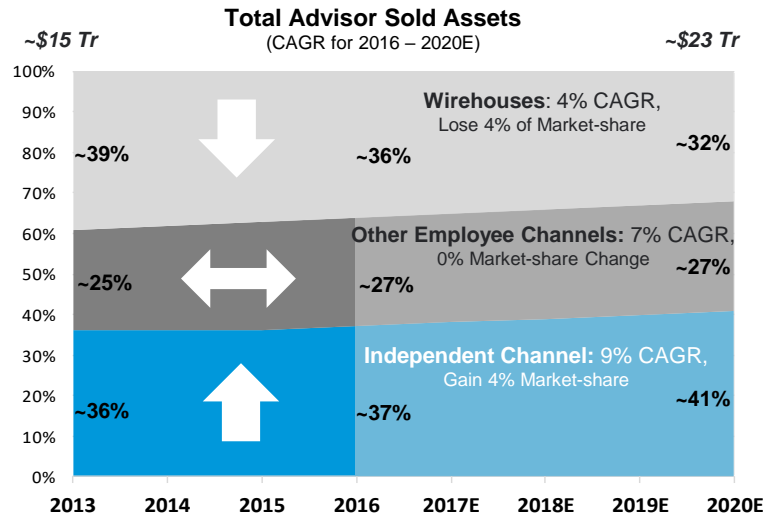 Total Advisor Sold Assets
~$15 Tr
(CAGR for 2016 – 2020E)
~$23 Tr
100%
90%
80%
70%
60%
50%
40%
30%
20%
10%
0%
Wirehouses: 4% CAGR,
Lose 4% of Market-share
~39%
~36%
~32%
Other Employee Channels: 7% CAGR,
0% Market-share Change
~25%
~27%
~27%
Independent Channel: 9% CAGR,
Gain 4% Market-share
~36%
~37%
~41%
2013 2014 2015 2016 2017E 2018E 2019E 2020E